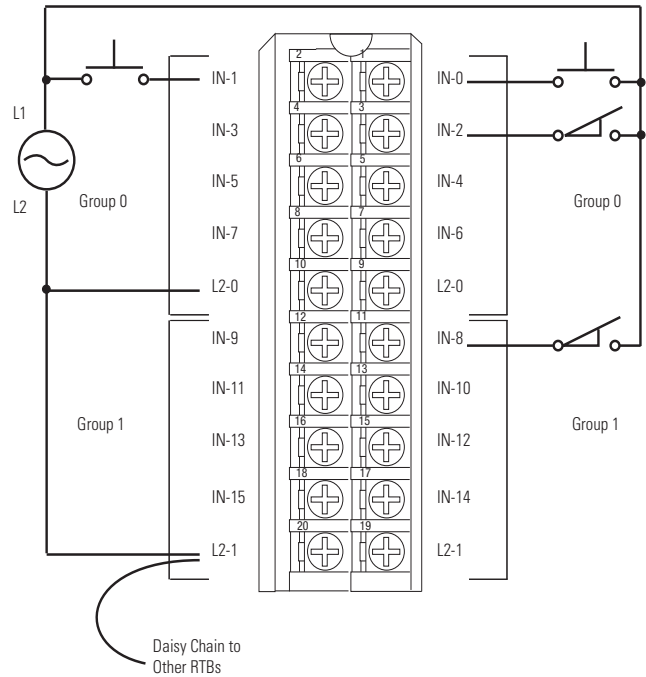 2 1
IN-1 IN-0
4 3
L1 IN-3 IN-2
6 5
IN-5 IN-4
L2 Group 0 Group 0
8 7
IN-7 IN-6
10 9
L2-0 L2-0
12 11
IN-9 IN-8
14 13
IN-11 IN-10
Group 1 Group 1
16 15
IN-13 IN-12
18 17
IN-15 IN-14
20 19
L2-1 L2-1
Daisy Chain to
Other RTBs